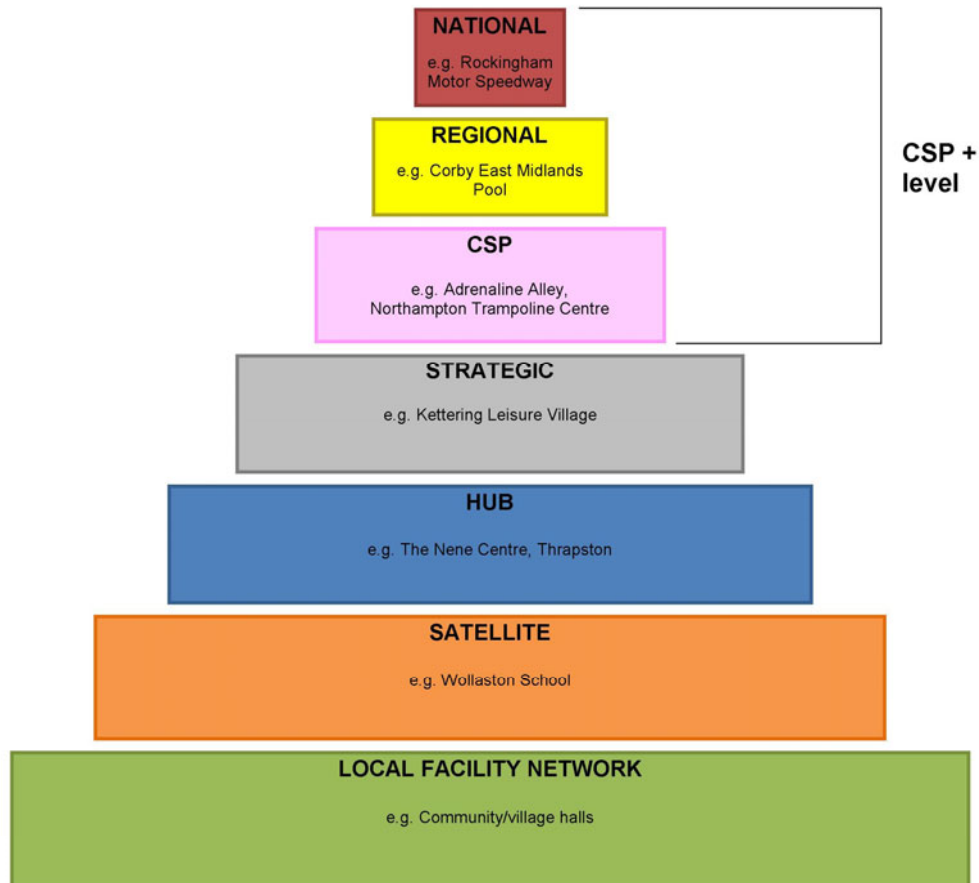 NATIONAL
e.g. Rockingham
Motor Speedway
REGIONAL
e.g. Corby East Midlands
Pool
CSP
e.g. Adrenaline Alley,
Northampton Trampoline Centre
CSP +
level
STRATEGIC
e.g. Kettering Leisure Village
HUB
e.g. The Nene Centre, Thrapston
SATELLITE
e.g. Wollaston School
LOCAL FACILITY NETWORK
e.g. Community/village halls